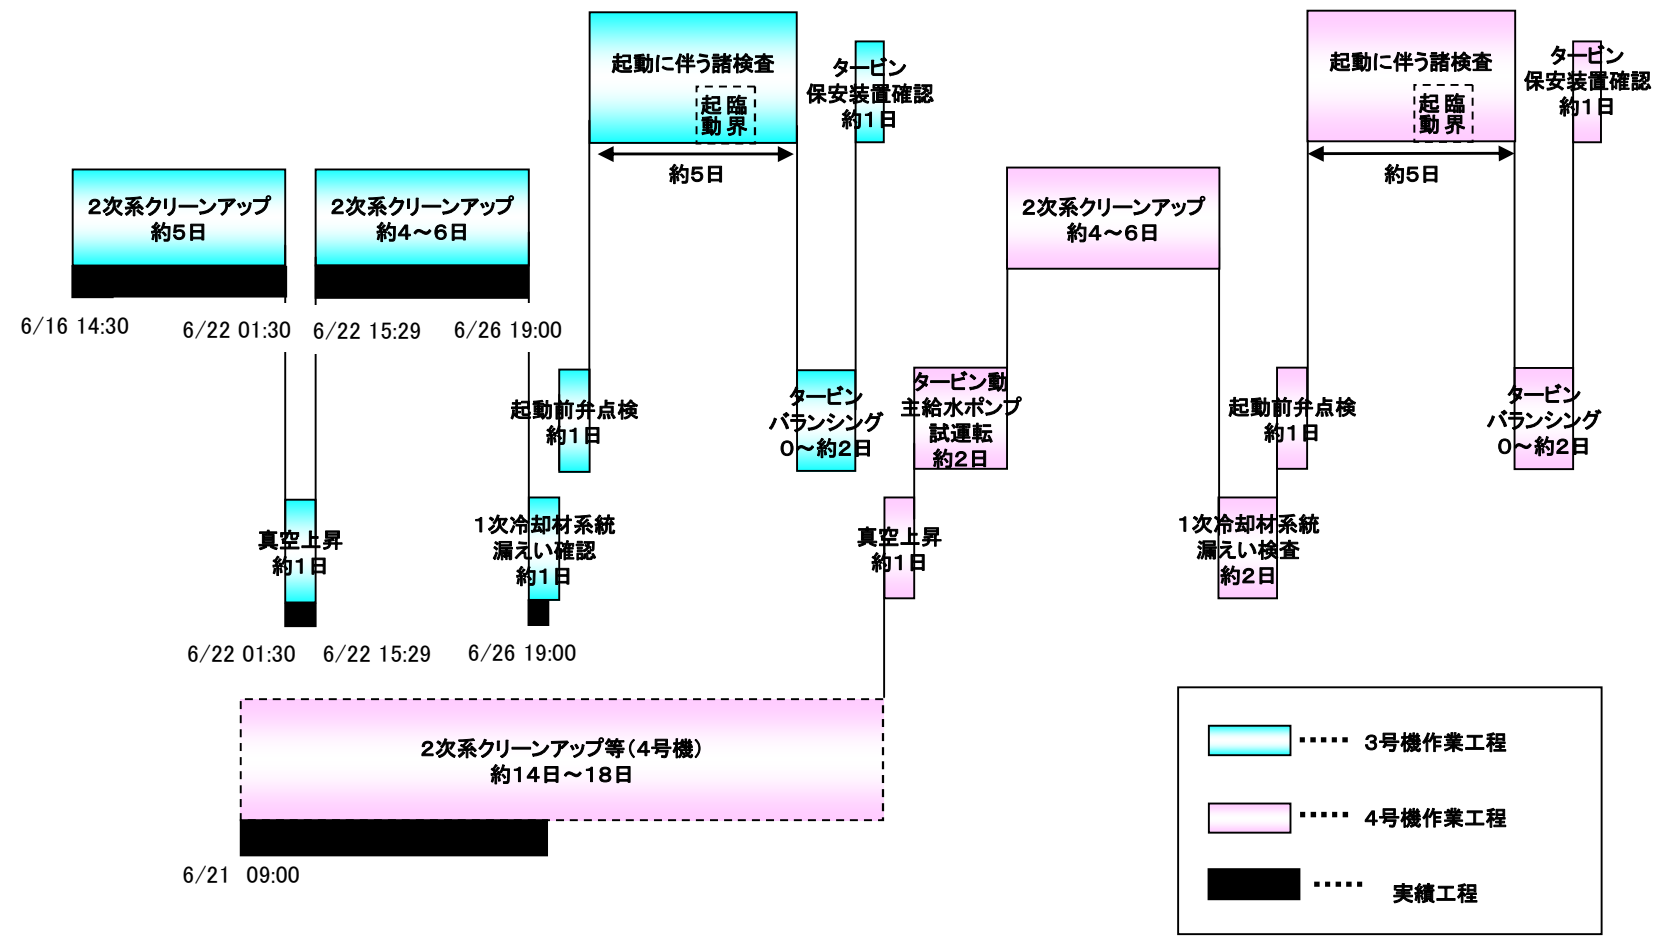 起動に伴う諸検査
起 臨
動 界
約5日
タービン
保安装置確認
約1日
起動に伴う諸検査
起 臨
動 界
約5日
タービン
保安装置確認
約1日
2次系クリーンアップ
約5日
2次系クリーンアップ
約4～6日
2次系クリーンアップ
約4～6日
6/16 14:30
6/22 01:30
6/22 15:29
6/26 19:00
起動前弁点検
約1日
タービン
バランシング
0～約2日
タービン動
主給水ポンプ
試運転
約2日
起動前弁点検
約1日
タービン
バランシング
0～約2日
真空上昇
約1日
1次冷却材系統
漏えい確認
約1日
真空上昇
約1日
1次冷却材系統
漏えい検査
約2日
6/22 01:30
6/22 15:29
6/26 19:00
2次系クリーンアップ等(4号機)
約14日～18日
6/21 09:00
3号機作業工程
4号機作業工程
実績工程